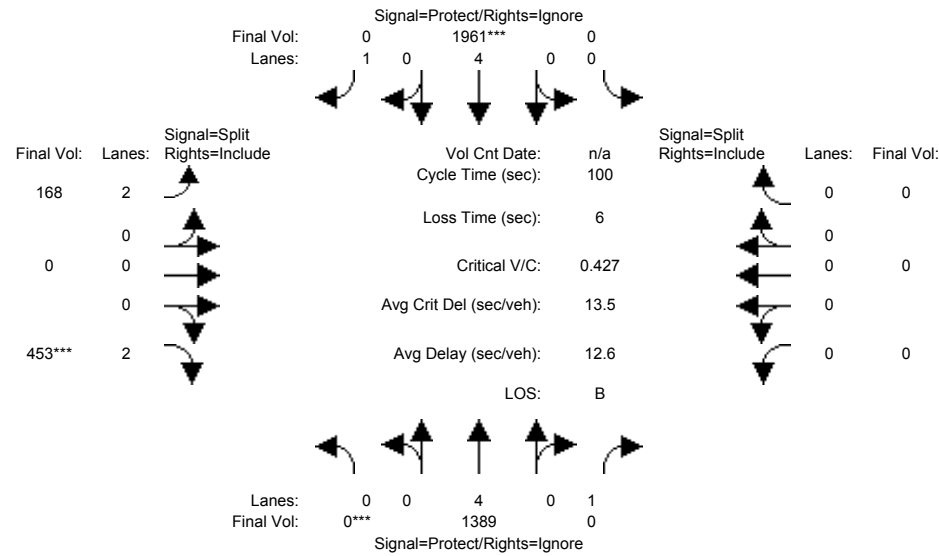 Signal=Protect/Rights=Ignore
Final Vol: 0 1961*** 0
Lanes: 1 0 4 0 0
Signal=Split Signal=Split
Final Vol: Lanes: Rights=Include Vol Cnt Date: n/a Rights=Include Lanes: Final Vol:
Cycle Time (sec): 100
168 2 0 0
Loss Time (sec): 6
0 0
0 0 Critical V/C: 0.427 0 0
0 Avg Crit Del (sec/veh): 13.5 0
453*** 2 Avg Delay (sec/veh): 12.6 0 0
LOS: B
Lanes: 0 0 4 0 1
Final Vol: 0*** 1389 0
Signal=Protect/Rights=Ignore